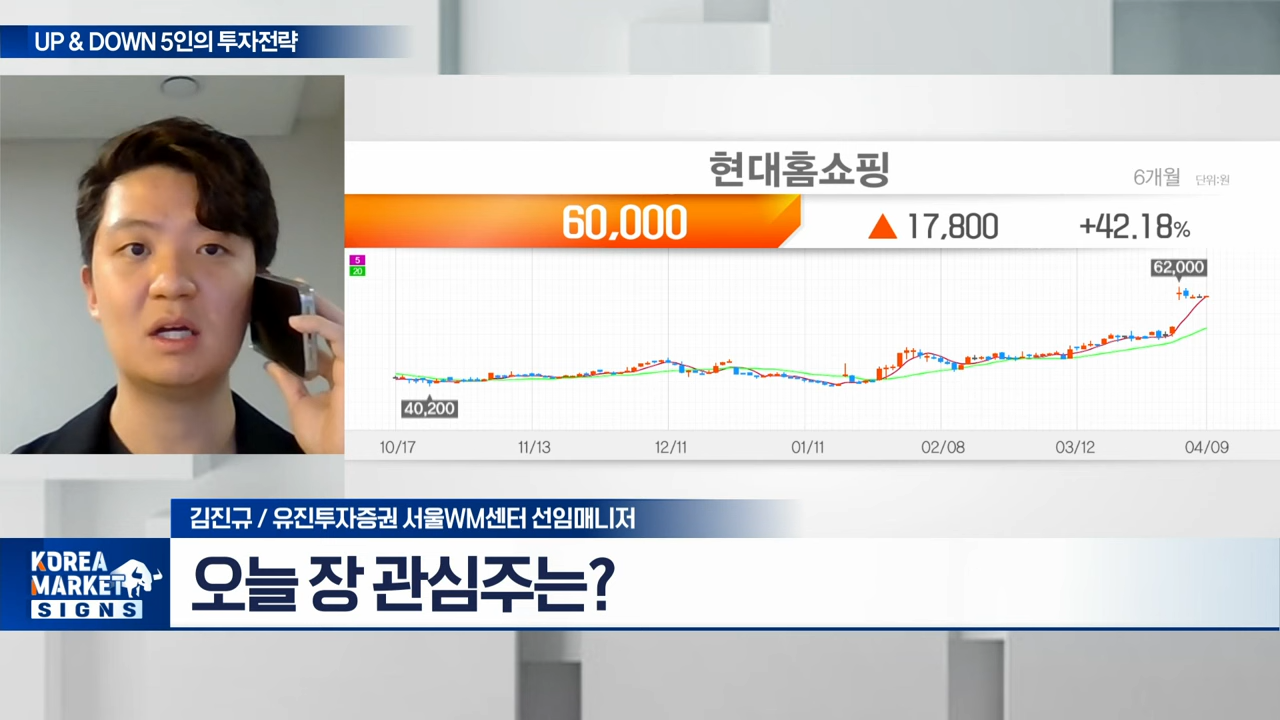 UP & DOWN 5인의 투자전략
현대홈쇼핑
6개월 단위:원
60,000 ▲ 17,800 +42.18%
5
20
62,000
40,200
10/17 11/13 12/11 01/11 02/08 03/12 04/09
김진규 / 유진투자증권 서울WM센터 선임매니저
오늘 장 관심주는?
KOREA
MARKET
SIGNS